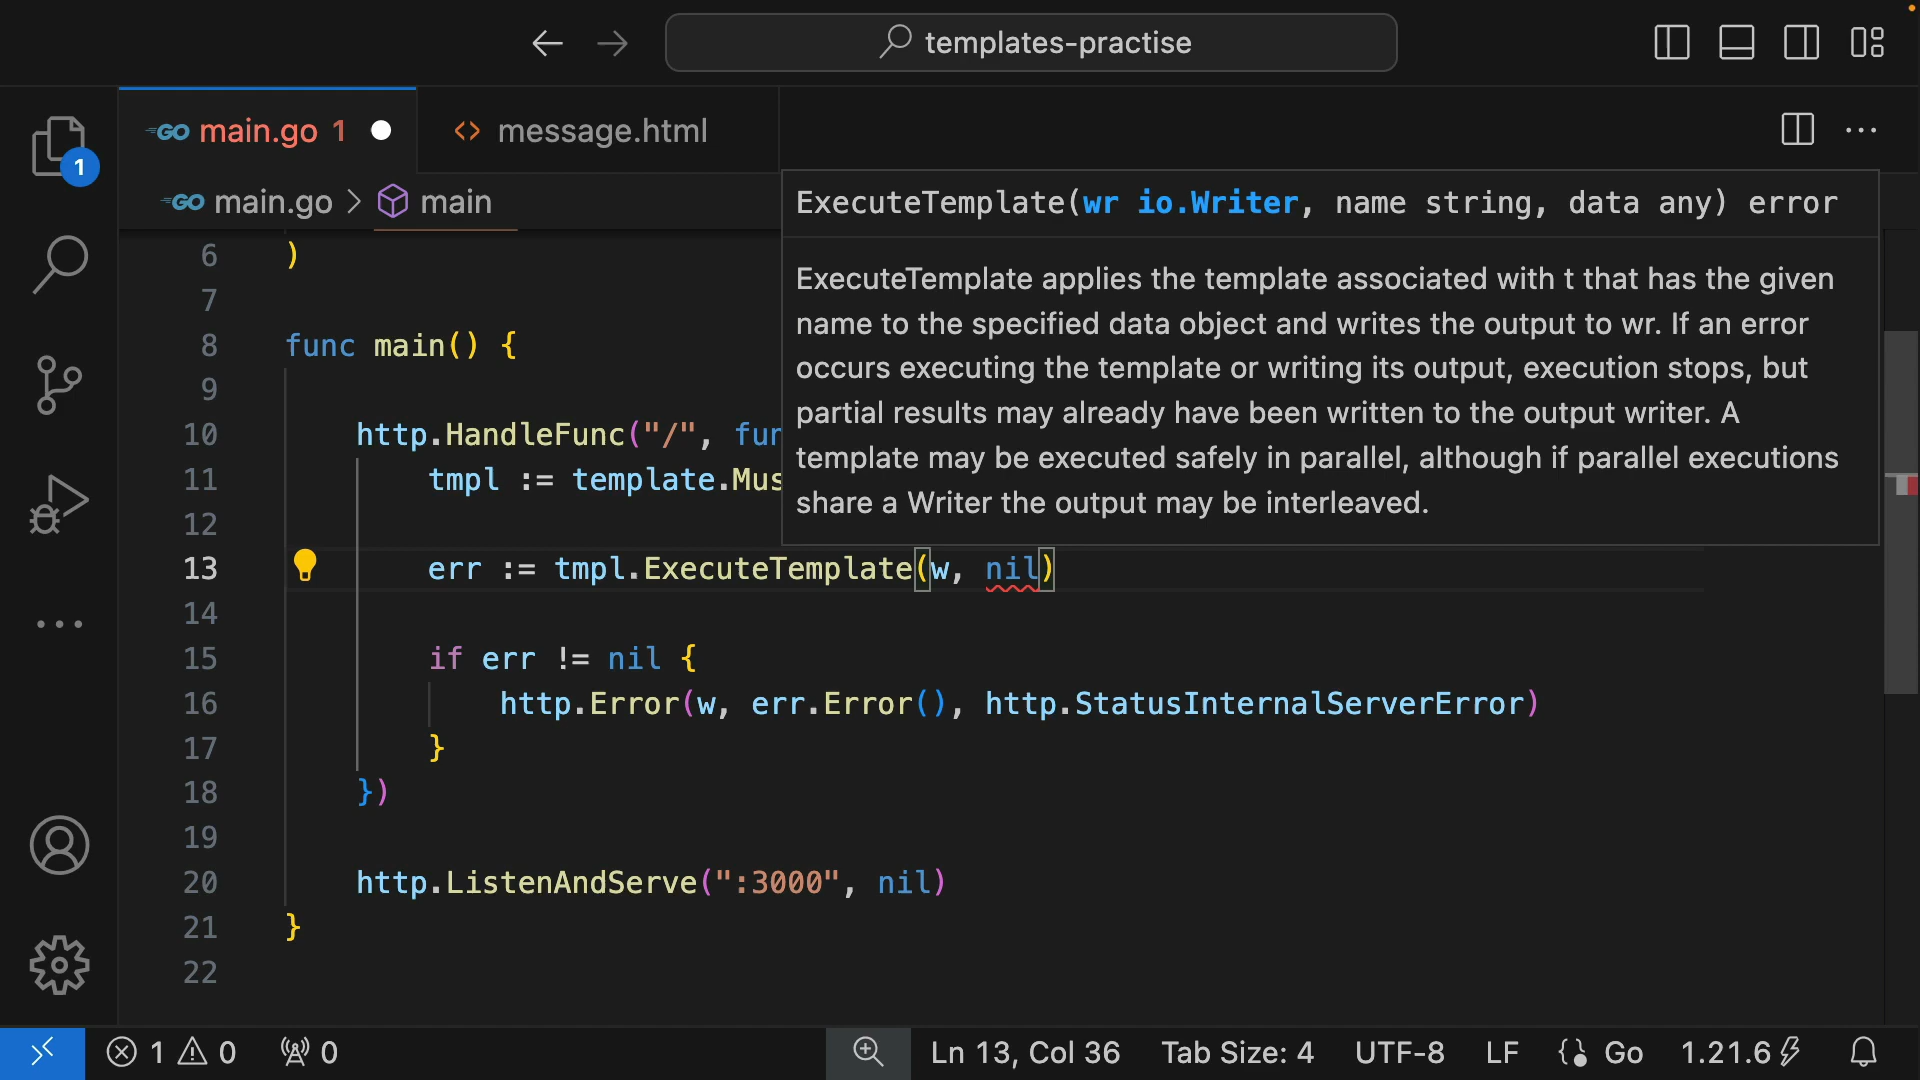 templates-practise
GO main.go 1
<> message.html
1
GO main.go > main
ExecuteTemplate(wr io.Writer, name string, data any) error
ExecuteTemplate applies the template associated with t that has the given
name to the specified data object and writes the output to wr. If an error
occurs executing the template or writing its output, execution stops, but
partial results may already have been written to the output writer. A
template may be executed safely in parallel, although if parallel executions
share a Writer the output may be interleaved.
6 )
7
8 func main() {
9
10 http.HandleFunc("/", fun
11 tmpl := template.Mus
12
13 err := tmpl.ExecuteTemplate(w, nil)
14
15 if err != nil {
16 http.Error(w, err.Error(), http.StatusInternalServerError)
17 }
18 })
19
20 http.ListenAndServe(":3000", nil)
21 }
22
1 0 0 Ln 13, Col 36 Tab Size: 4 UTF-8 LF Go 1.21.6